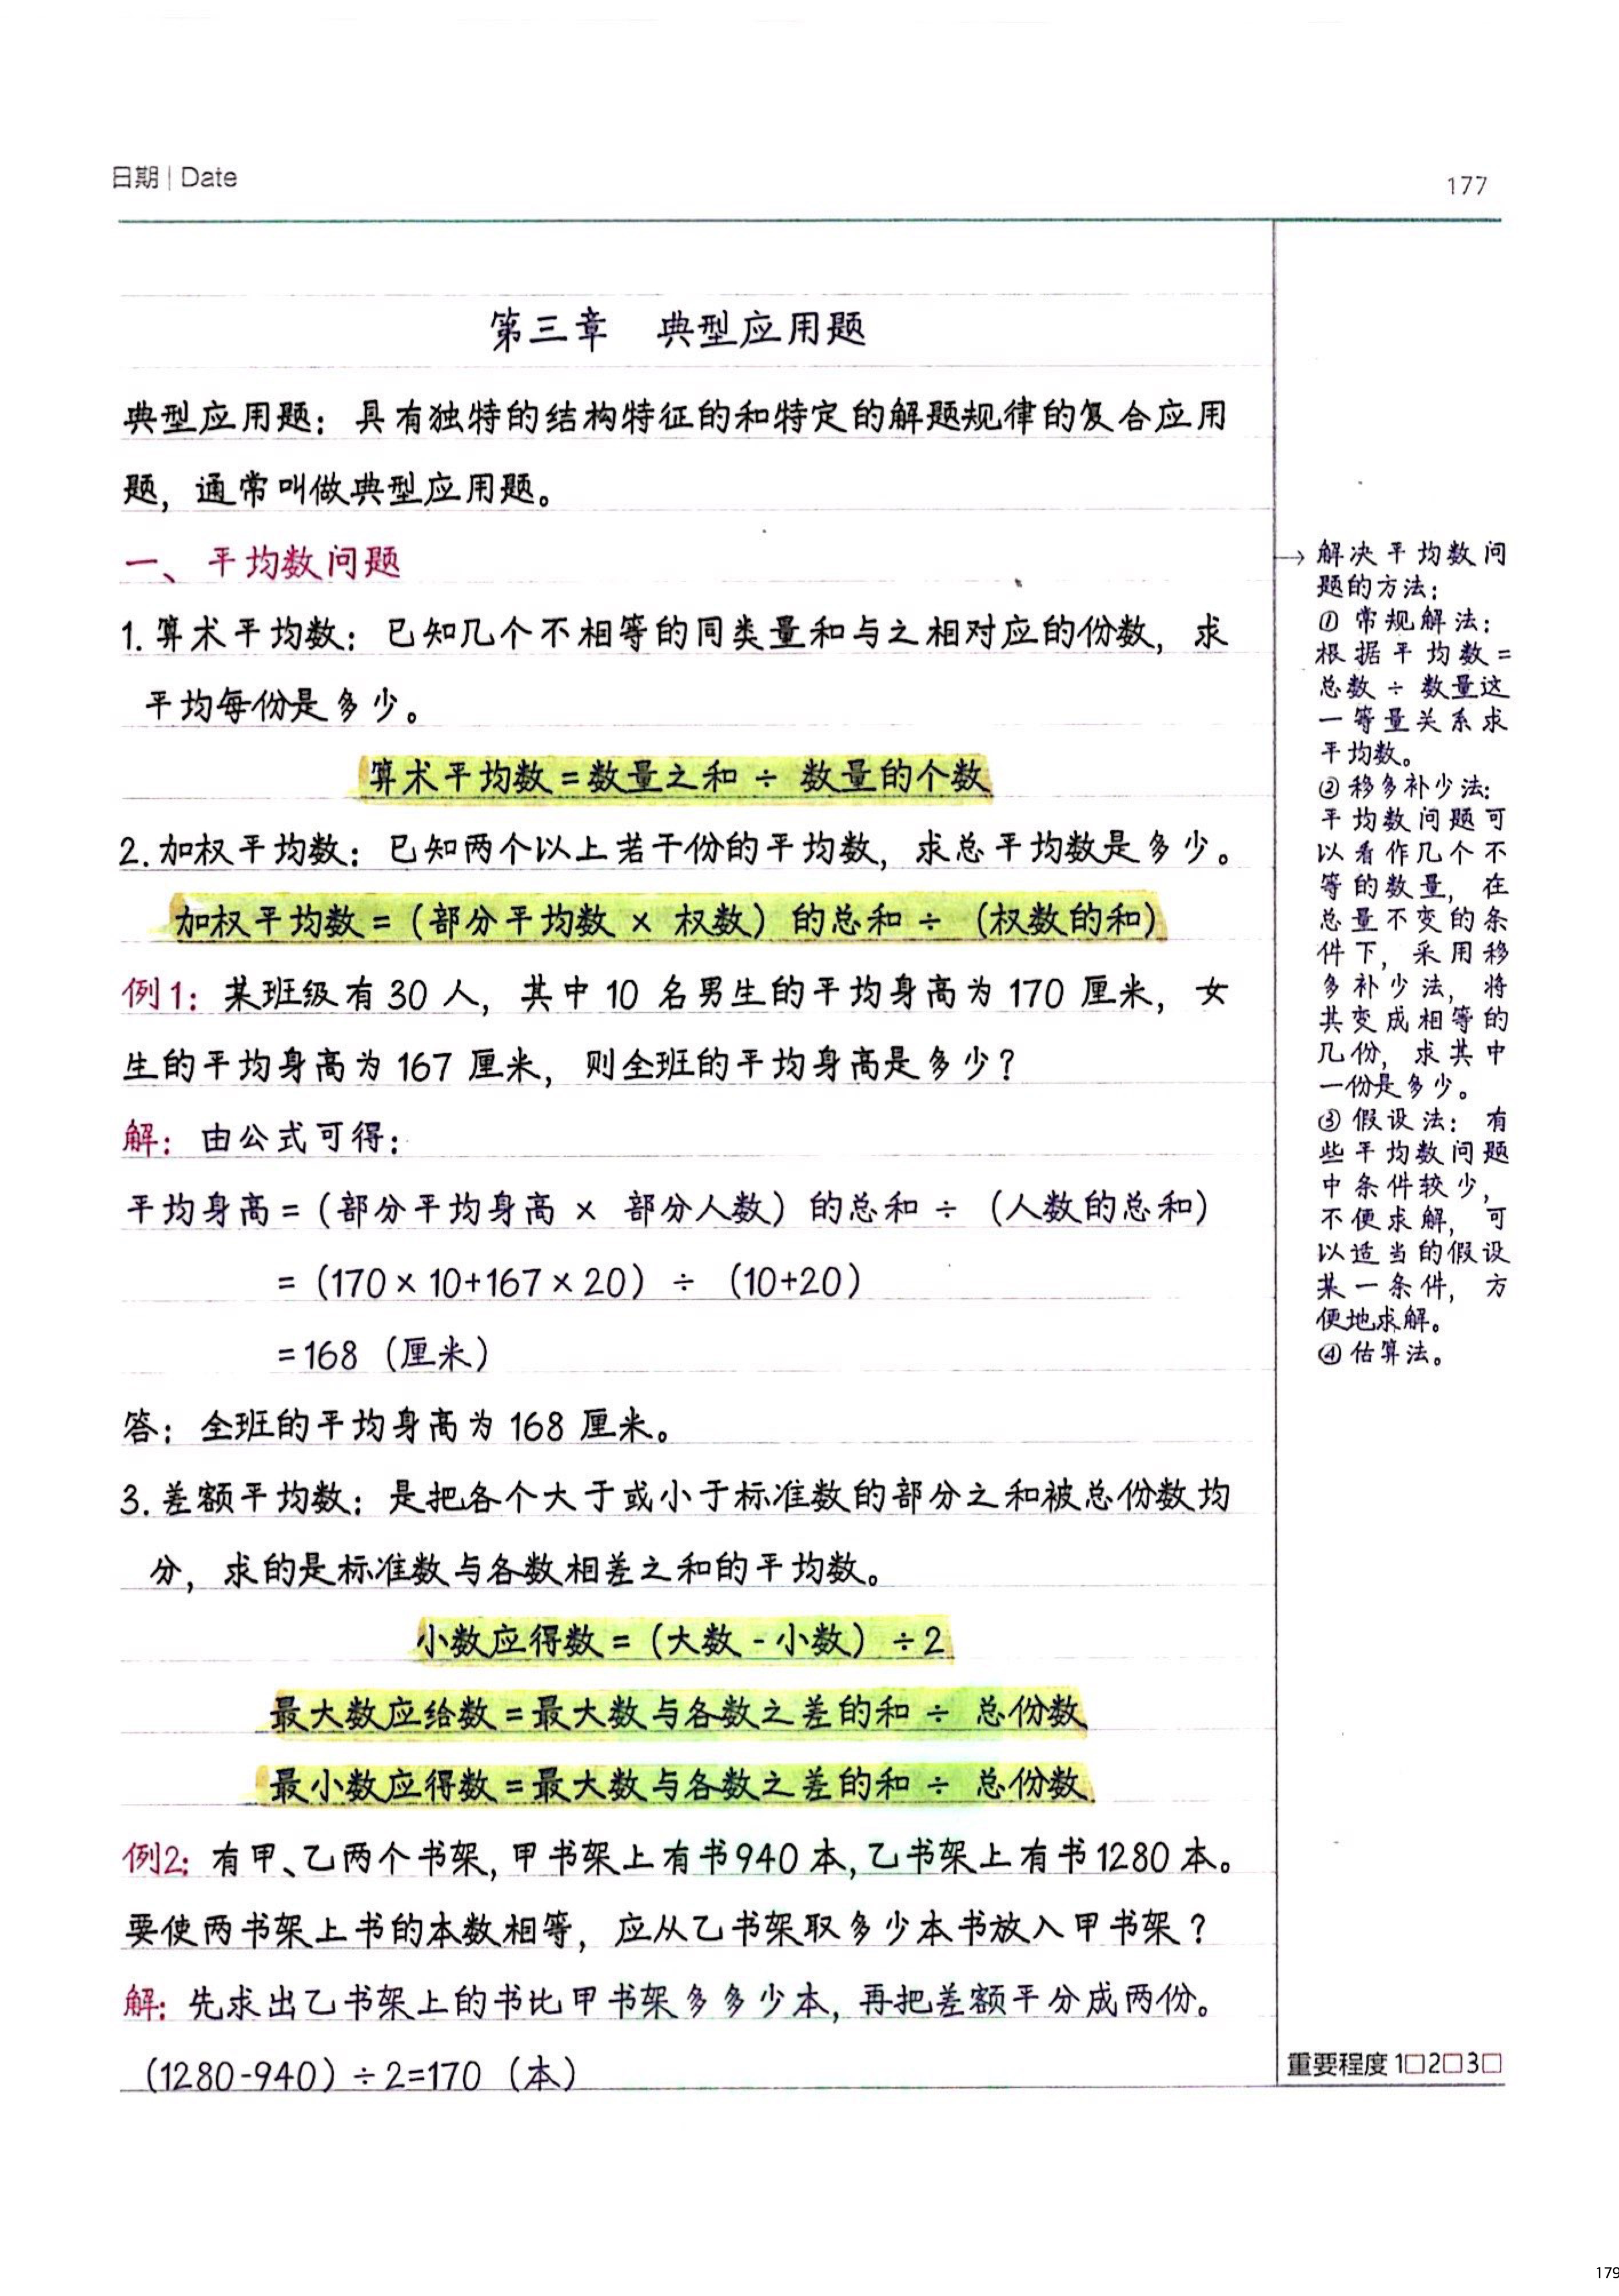 日期 | Date
177
第三章 典型应用题
典型应用题：具有独特的结构特征的和特定的解题规律的复合应用
题，通常叫做典型应用题。
一、平均数问题
1. 算术平均数：已知几个不相等的同类量和与之相对应的份数，求
平均每份是多少。
算术平均数=数量之和÷数量的个数
2. 加权平均数：已知两个以上若干份的平均数，求总平均数是多少。
加权平均数=（部分平均数×权数）的总和÷（权数的和）
例1：某班级有30人，其中10名男生的平均身高为170厘米，女
生的平均身高为167厘米，则全班的平均身高是多少？
解：由公式可得：
平均身高=（部分平均身高×部分人数）的总和÷（人数的总和）
=（170×10+167×20）÷（10+20）
=168（厘米）
答：全班的平均身高为168厘米。
3. 差额平均数：是把各个大于或小于标准数的部分之和被总份数均
分，求的是标准数与各数相差之和的平均数。
小数应得数=（大数-小数）÷2
最大数应给数=最大数与各数之差的和÷总份数
最小数应得数=最大数与各数之差的和÷总份数
例2：有甲、乙两个书架，甲书架上有书940本，乙书架上有书1280本。
要使两书架上书的本数相等，应从乙书架取多少本书放入甲书架？
解：先求出乙书架上的书比甲书架多多少本，再把差额平分成两份。
（1280-940）÷2=170（本）
→解决平均数问
题的方法：
①常规解法：
根据平均数=
总数÷数量这
一等量关系求
平均数。
②移多补少法：
平均数问题可
以看作几个不
等的数量，在
总量不变的条
件下，采用移
多补少法，将
其变成相等的
几份，求其中
一份是多少。
③假设法：有
些平均数问题
中条件较少，
不便求解，可
以适当的假设
某一条件，方
便地求解。
④估算法。
重要程度 1□2□3□
179